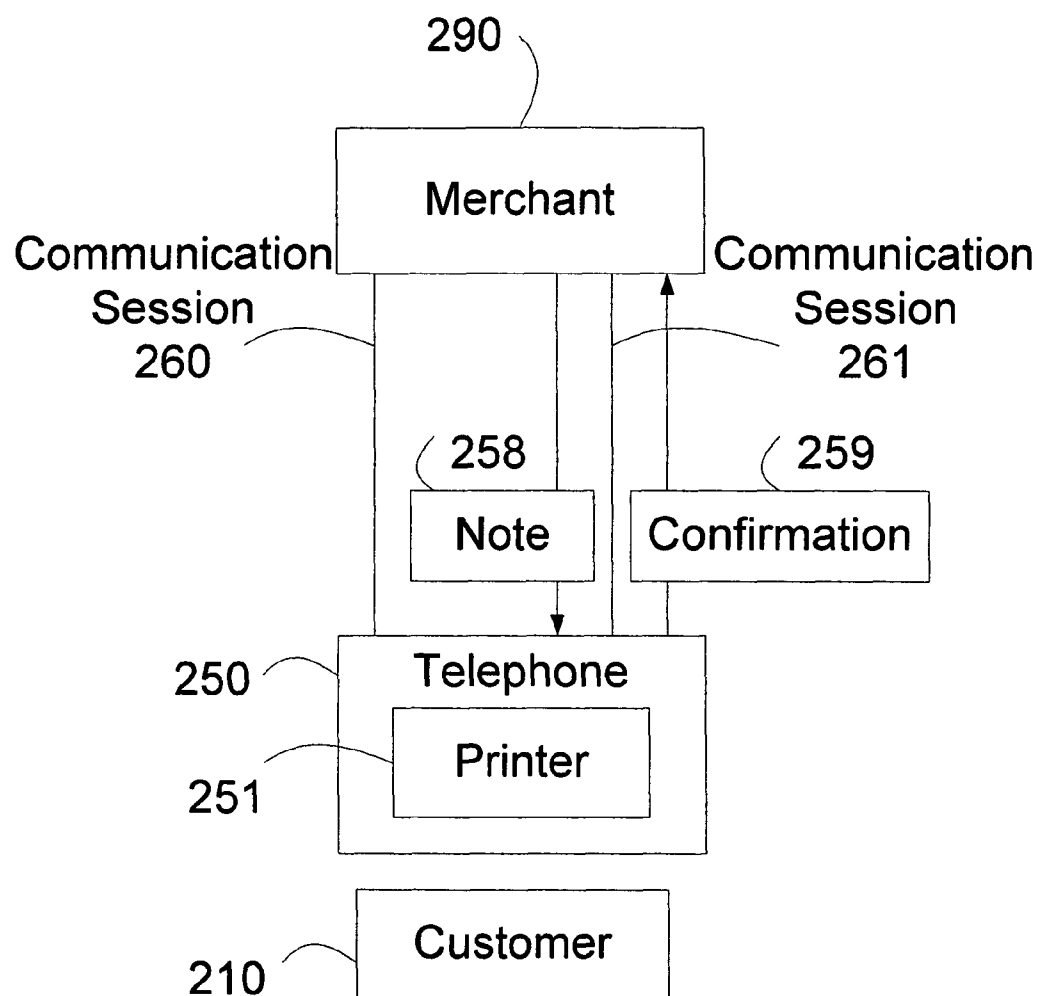 290
Merchant
Communication
Session
260
Communication
Session
261
258
Note
259
Confirmation
250
Telephone
251
Printer
210
Customer